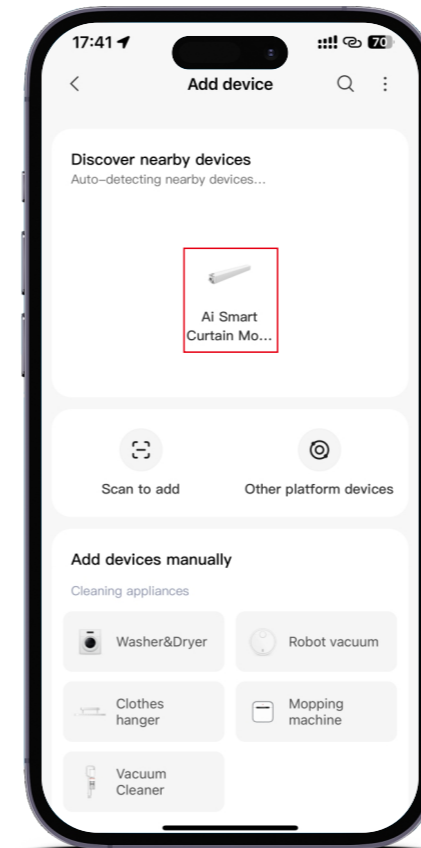 17:41
70
Add device
Discover nearby devices
Auto-detecting nearby devices...
Ai Smart
Curtain Mo...
Scan to add
Other platform devices
Add devices manually
Cleaning appliances
Washer&Dryer
Robot vacuum
Clothes
hanger
Mopping
machine
Vacuum
Cleaner